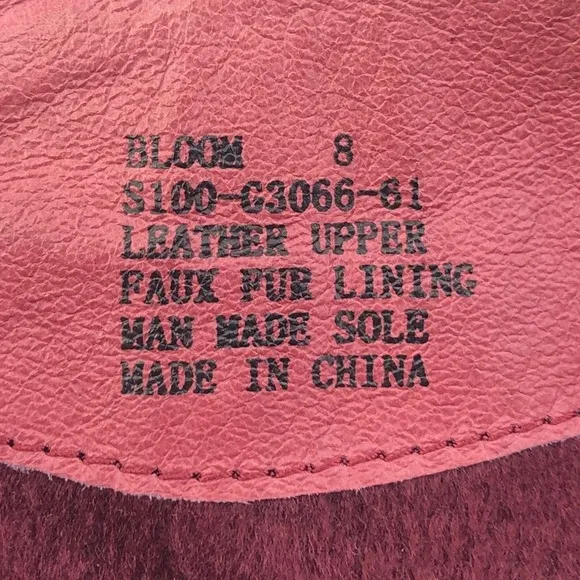 BLOOM 8
S100-C3066-61
LEATHER UPPER
FAUX FUR LINING
MAN MADE SOLE
MADE IN CHINA